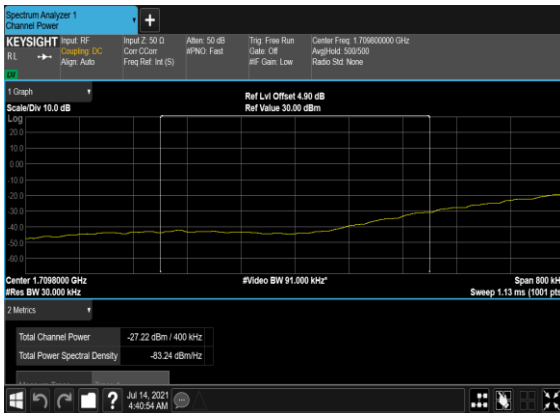 Spectrum Analyzer 1
Channel Power
+
KEYSIGHT Input: RF Input Z: 50 Ω Atten: 50 dB Trig: Free Run Center Freq: 1.709800000 GHz
RL Coupling: DC Corr CCorr #PNO: Fast Gate: Off Avg|Hold: 500/500
Align: Auto Freq Ref: Int (S) #IF Gain: Low Radio Std: None
LXI
1 Graph
Ref Lvl Offset 4.90 dB
Scale/Div 10.0 dB Ref Value 30.00 dBm
Log
20.0
10.0
0.00
-10.0
-20.0
-30.0
-40.0
-50.0
-60.0
Center 1.7098000 GHz #Video BW 91.000 kHz* Span 800 kH
#Res BW 30.000 kHz Sweep 1.13 ms (1001 pts
2 Metrics
Total Channel Power -27.22 dBm / 400 kHz
Total Power Spectral Density -83.24 dBm/Hz
?
Jul 14, 2021
4:40:54 AM